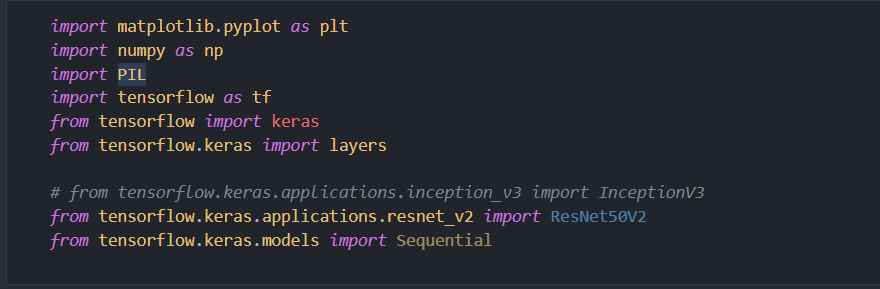 import matplotlib.pyplot as plt
import numpy as np
import PIL
import tensorflow as tf
from tensorflow import keras
from tensorflow.keras import layers
# from tensorflow.keras.applications.inception_v3 import InceptionV3
from tensorflow.keras.applications.resnet_v2 import ResNet50V2
from tensorflow.keras.models import Sequential